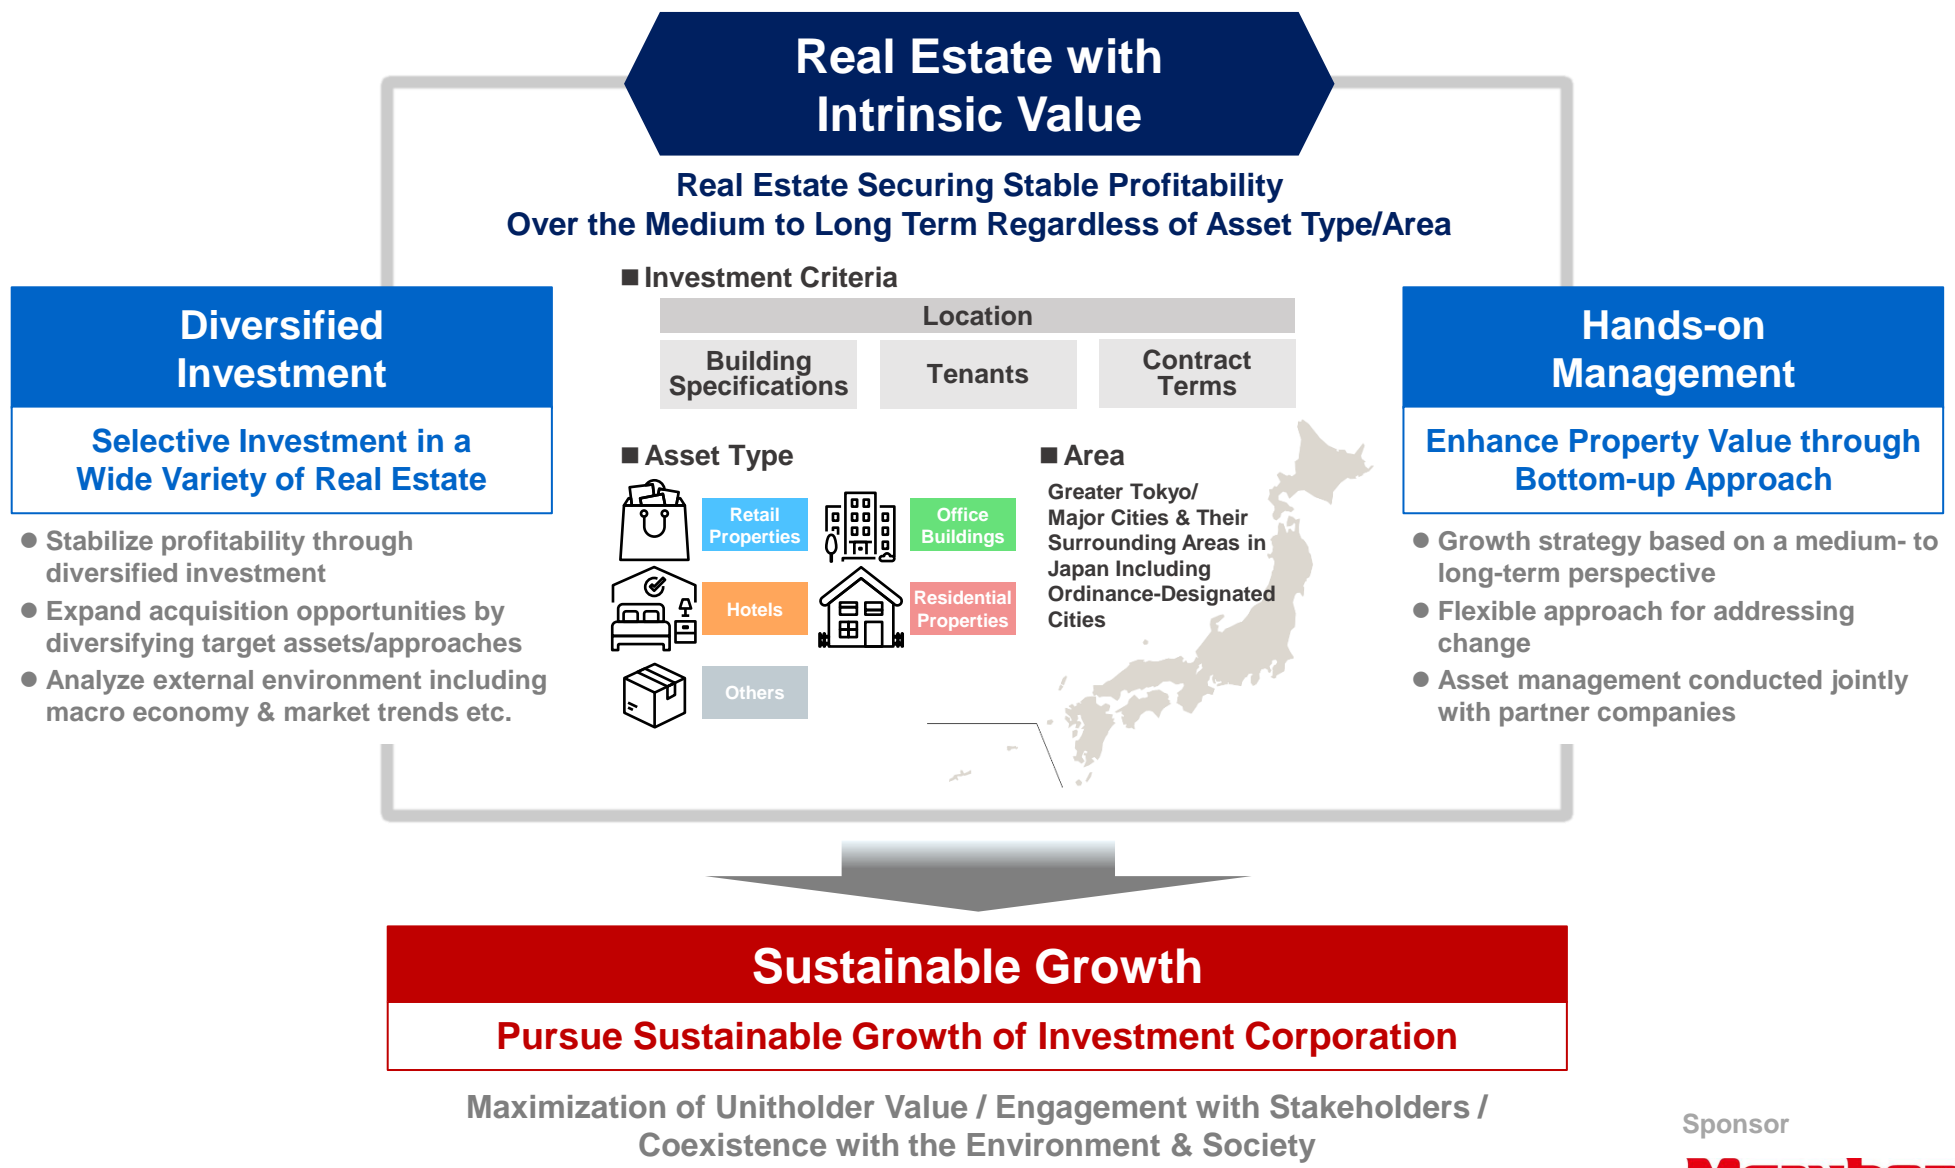 Real Estate with
Intrinsic Value
Real Estate Securing Stable Profitability
Over the Medium to Long Term Regardless of Asset Type/Area
Diversified
Investment
Selective Investment in a
Wide Variety of Real Estate
● Stabilize profitability through
diversified investment
● Expand acquisition opportunities by
diversifying target assets/approaches
● Analyze external environment including
macro economy & market trends etc.
■ Investment Criteria
Location
Building
Specifications
Tenants
Contract
Terms
■ Asset Type
Retail
Properties
Office
Buildings
Hotels
Residential
Properties
Others
■ Area
Greater Tokyo/
Major Cities & Their
Surrounding Areas in
Japan Including
Ordinance-Designated
Cities
Hands-on
Management
Enhance Property Value through
Bottom-up Approach
● Growth strategy based on a medium- to
long-term perspective
● Flexible approach for addressing
change
● Asset management conducted jointly
with partner companies
Sustainable Growth
Pursue Sustainable Growth of Investment Corporation
Maximization of Unitholder Value / Engagement with Stakeholders /
Coexistence with the Environment & Society
Sponsor